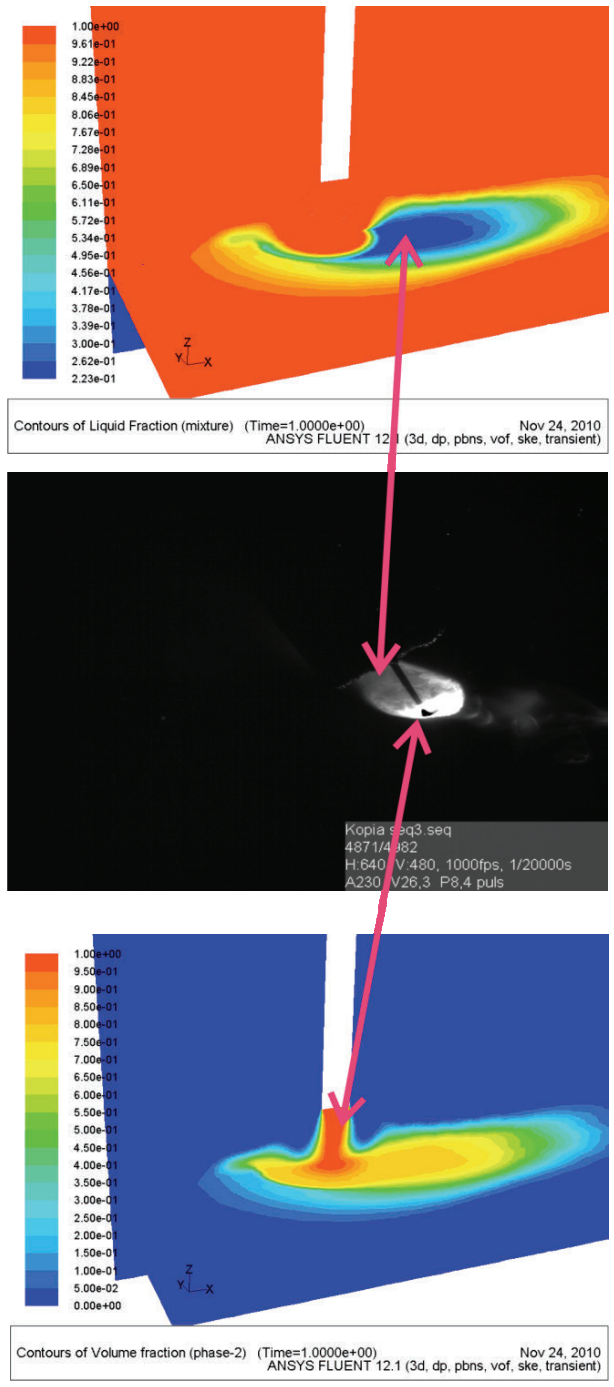 1.00e+00
9.61e-01
9.22e-01
8.83e-01
8.45e-01
8.06e-01
7.67e-01
7.28e-01
6.89e-01
6.50e-01
6.11e-01
5.72e-01
5.34e-01
4.95e-01
4.56e-01
4.17e-01
3.78e-01
3.39e-01
3.00e-01
2.62e-01
2.23e-01
Z
Y X
Contours of Liquid Fraction (mixture) (Time=1.0000e+00) Nov 24, 2010
ANSYS FLUENT 12.1 (3d, dp, pbns, vof, ske, transient)
Kopia seq3.seq
4871/4982
H:640, V:480, 1000fps, 1/20000s
A230 V26,3 P8,4 puls
1.00e+00
9.50e-01
9.00e-01
8.50e-01
8.00e-01
7.50e-01
7.00e-01
6.50e-01
6.00e-01
5.50e-01
5.00e-01
4.50e-01
4.00e-01
3.50e-01
3.00e-01
2.50e-01
2.00e-01
1.50e-01
1.00e-01
5.00e-02
0.00e+00
Z
Y X
Contours of Volume fraction (phase-2) (Time=1.0000e+00) Nov 24, 2010
ANSYS FLUENT 12.1 (3d, dp, pbns, vof, ske, transient)